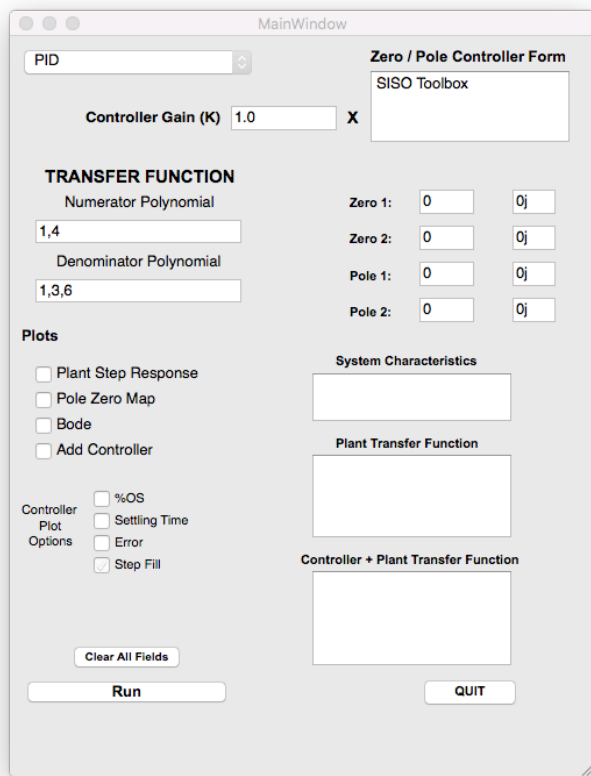 MainWindow
PID
Zero / Pole Controller Form
SISO Toolbox
Controller Gain (K) 1.0 X
TRANSFER FUNCTION
Numerator Polynomial
1,4
Denominator Polynomial
1,3,6
Zero 1: 0 0j
Zero 2: 0 0j
Pole 1: 0 0j
Pole 2: 0 0j
Plots
Plant Step Response
Pole Zero Map
Bode
Add Controller
Controller
Plot
Options
%OS
Settling Time
Error
Step Fill
System Characteristics
Plant Transfer Function
Controller + Plant Transfer Function
Clear All Fields
Run
QUIT